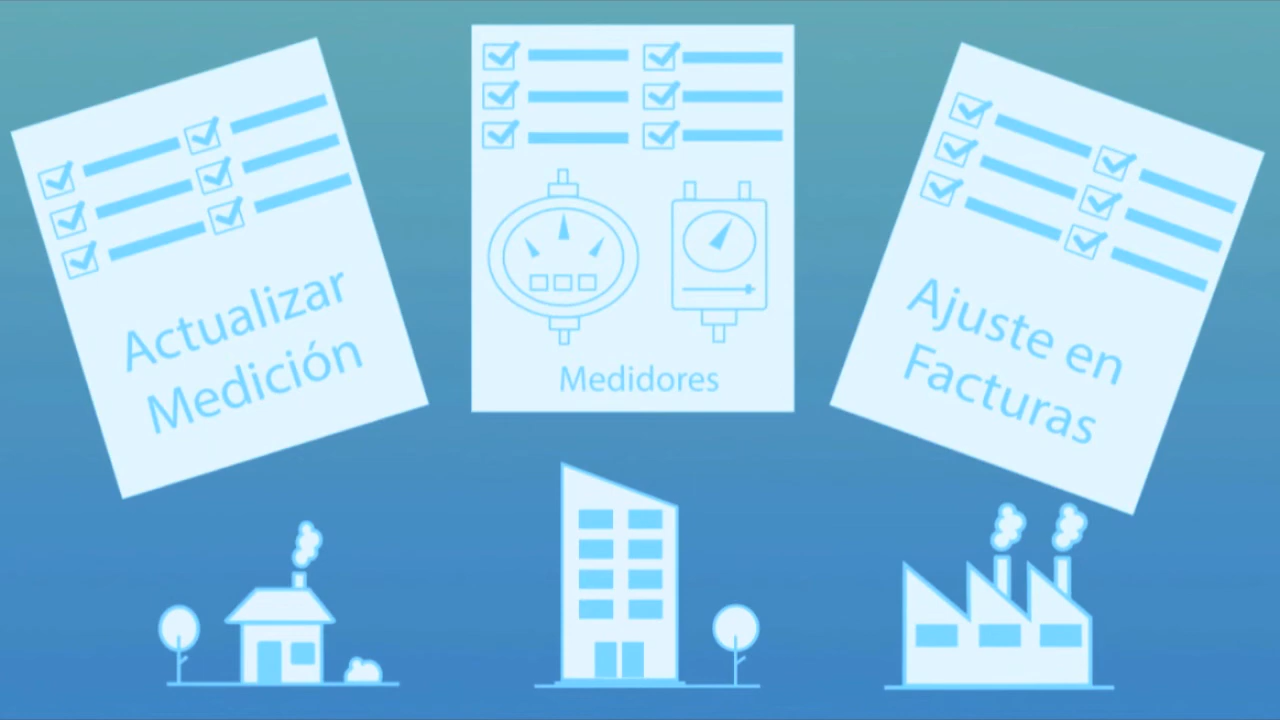 Actualizar
Medición
Medidores
Ajuste en
Facturas